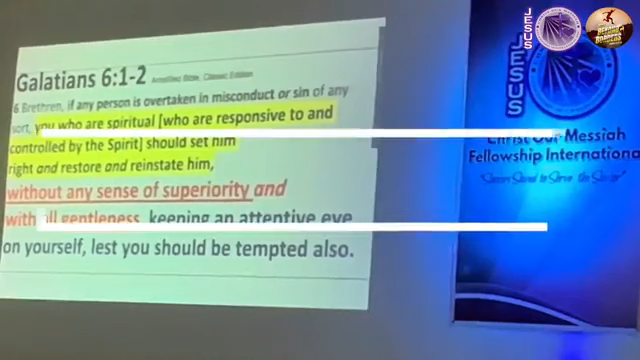 Galatians 6:1-2 Amplified Bible, Classic Edition
6 Brethren, if any person is overtaken in misconduct or sin of any
sort, you who are spiritual [who are responsive to and
controlled by the Spirit] should set him
right and restore and reinstate him,
without any sense of superiority and
with all gentleness, keeping an attentive eye
on yourself, lest you should be tempted also.
JESUS
JESUS
Christ Our Messiah
Fellowship International
BEYOND
BORDERS